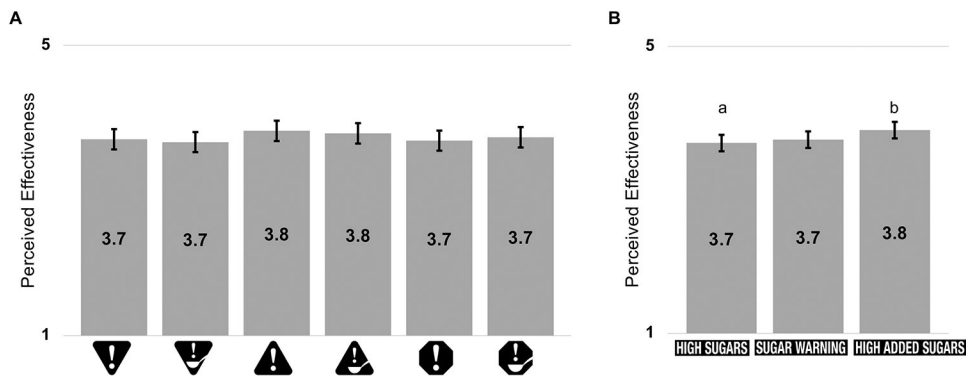 A
5
Perceived Effectiveness
3.7
3.7
3.8
3.8
3.7
3.7
1
B
5
Perceived Effectiveness
a
b
3.7
3.7
3.8
1
HIGH SUGARS
SUGAR WARNING
HIGH ADDED SUGARS